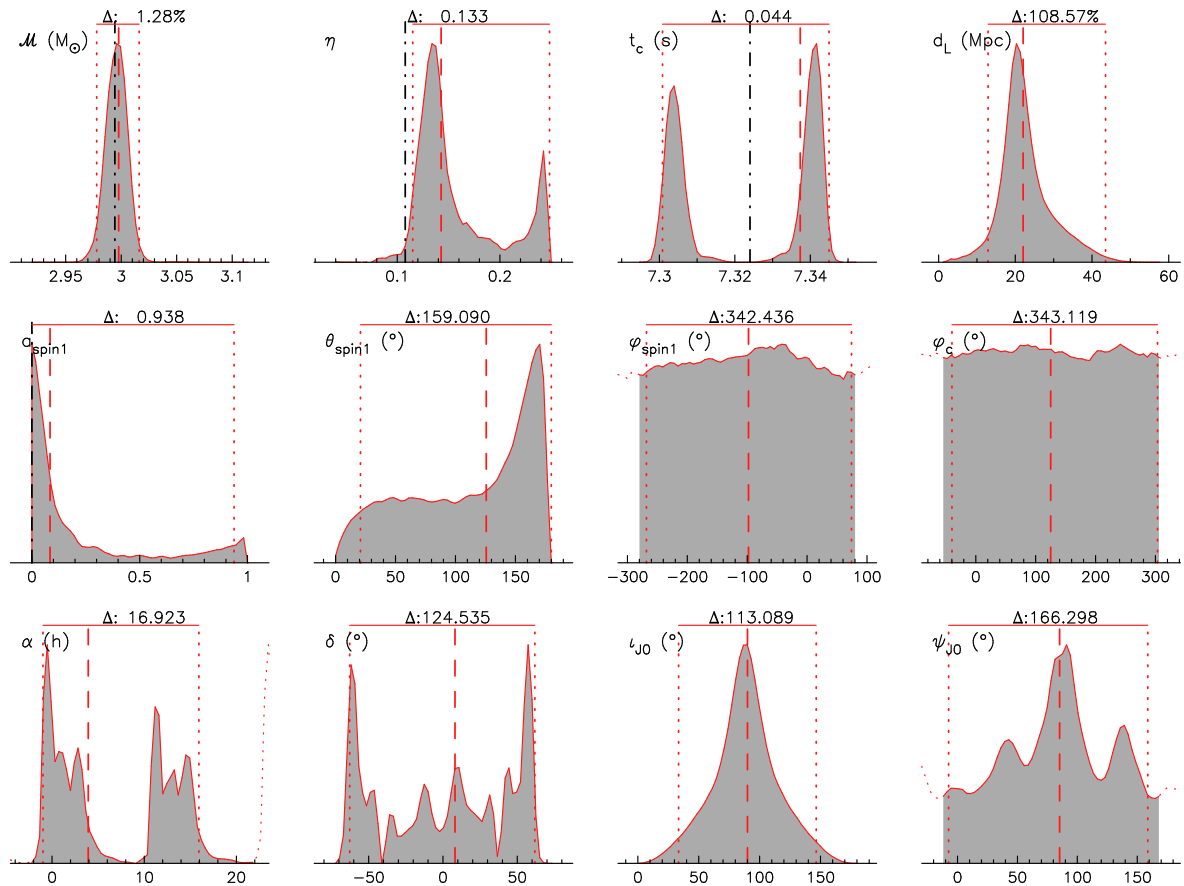 Δ: 1.28% Δ: 0.133 Δ: 0.044 Δ:108.57%
ℳ (M⊙) η t_c (s) d_L (Mpc)
2.95 3 3.05 3.1 0.1 0.2 7.3 7.32 7.34 0 20 40 60
Δ: 0.938 Δ:159.090 Δ:342.436 Δ:343.119
a_spin1 θ_spin1 (°) φ_spin1 (°) φ_c (°)
0 0.5 1 0 50 100 150 −300 −200 −100 0 100 0 100 200 300
Δ: 16.923 Δ:124.535 Δ:113.089 Δ:166.298
α (h) δ (°) ι_J0 (°) ψ_J0 (°)
0 10 20 −50 0 50 0 50 100 150 0 50 100 150